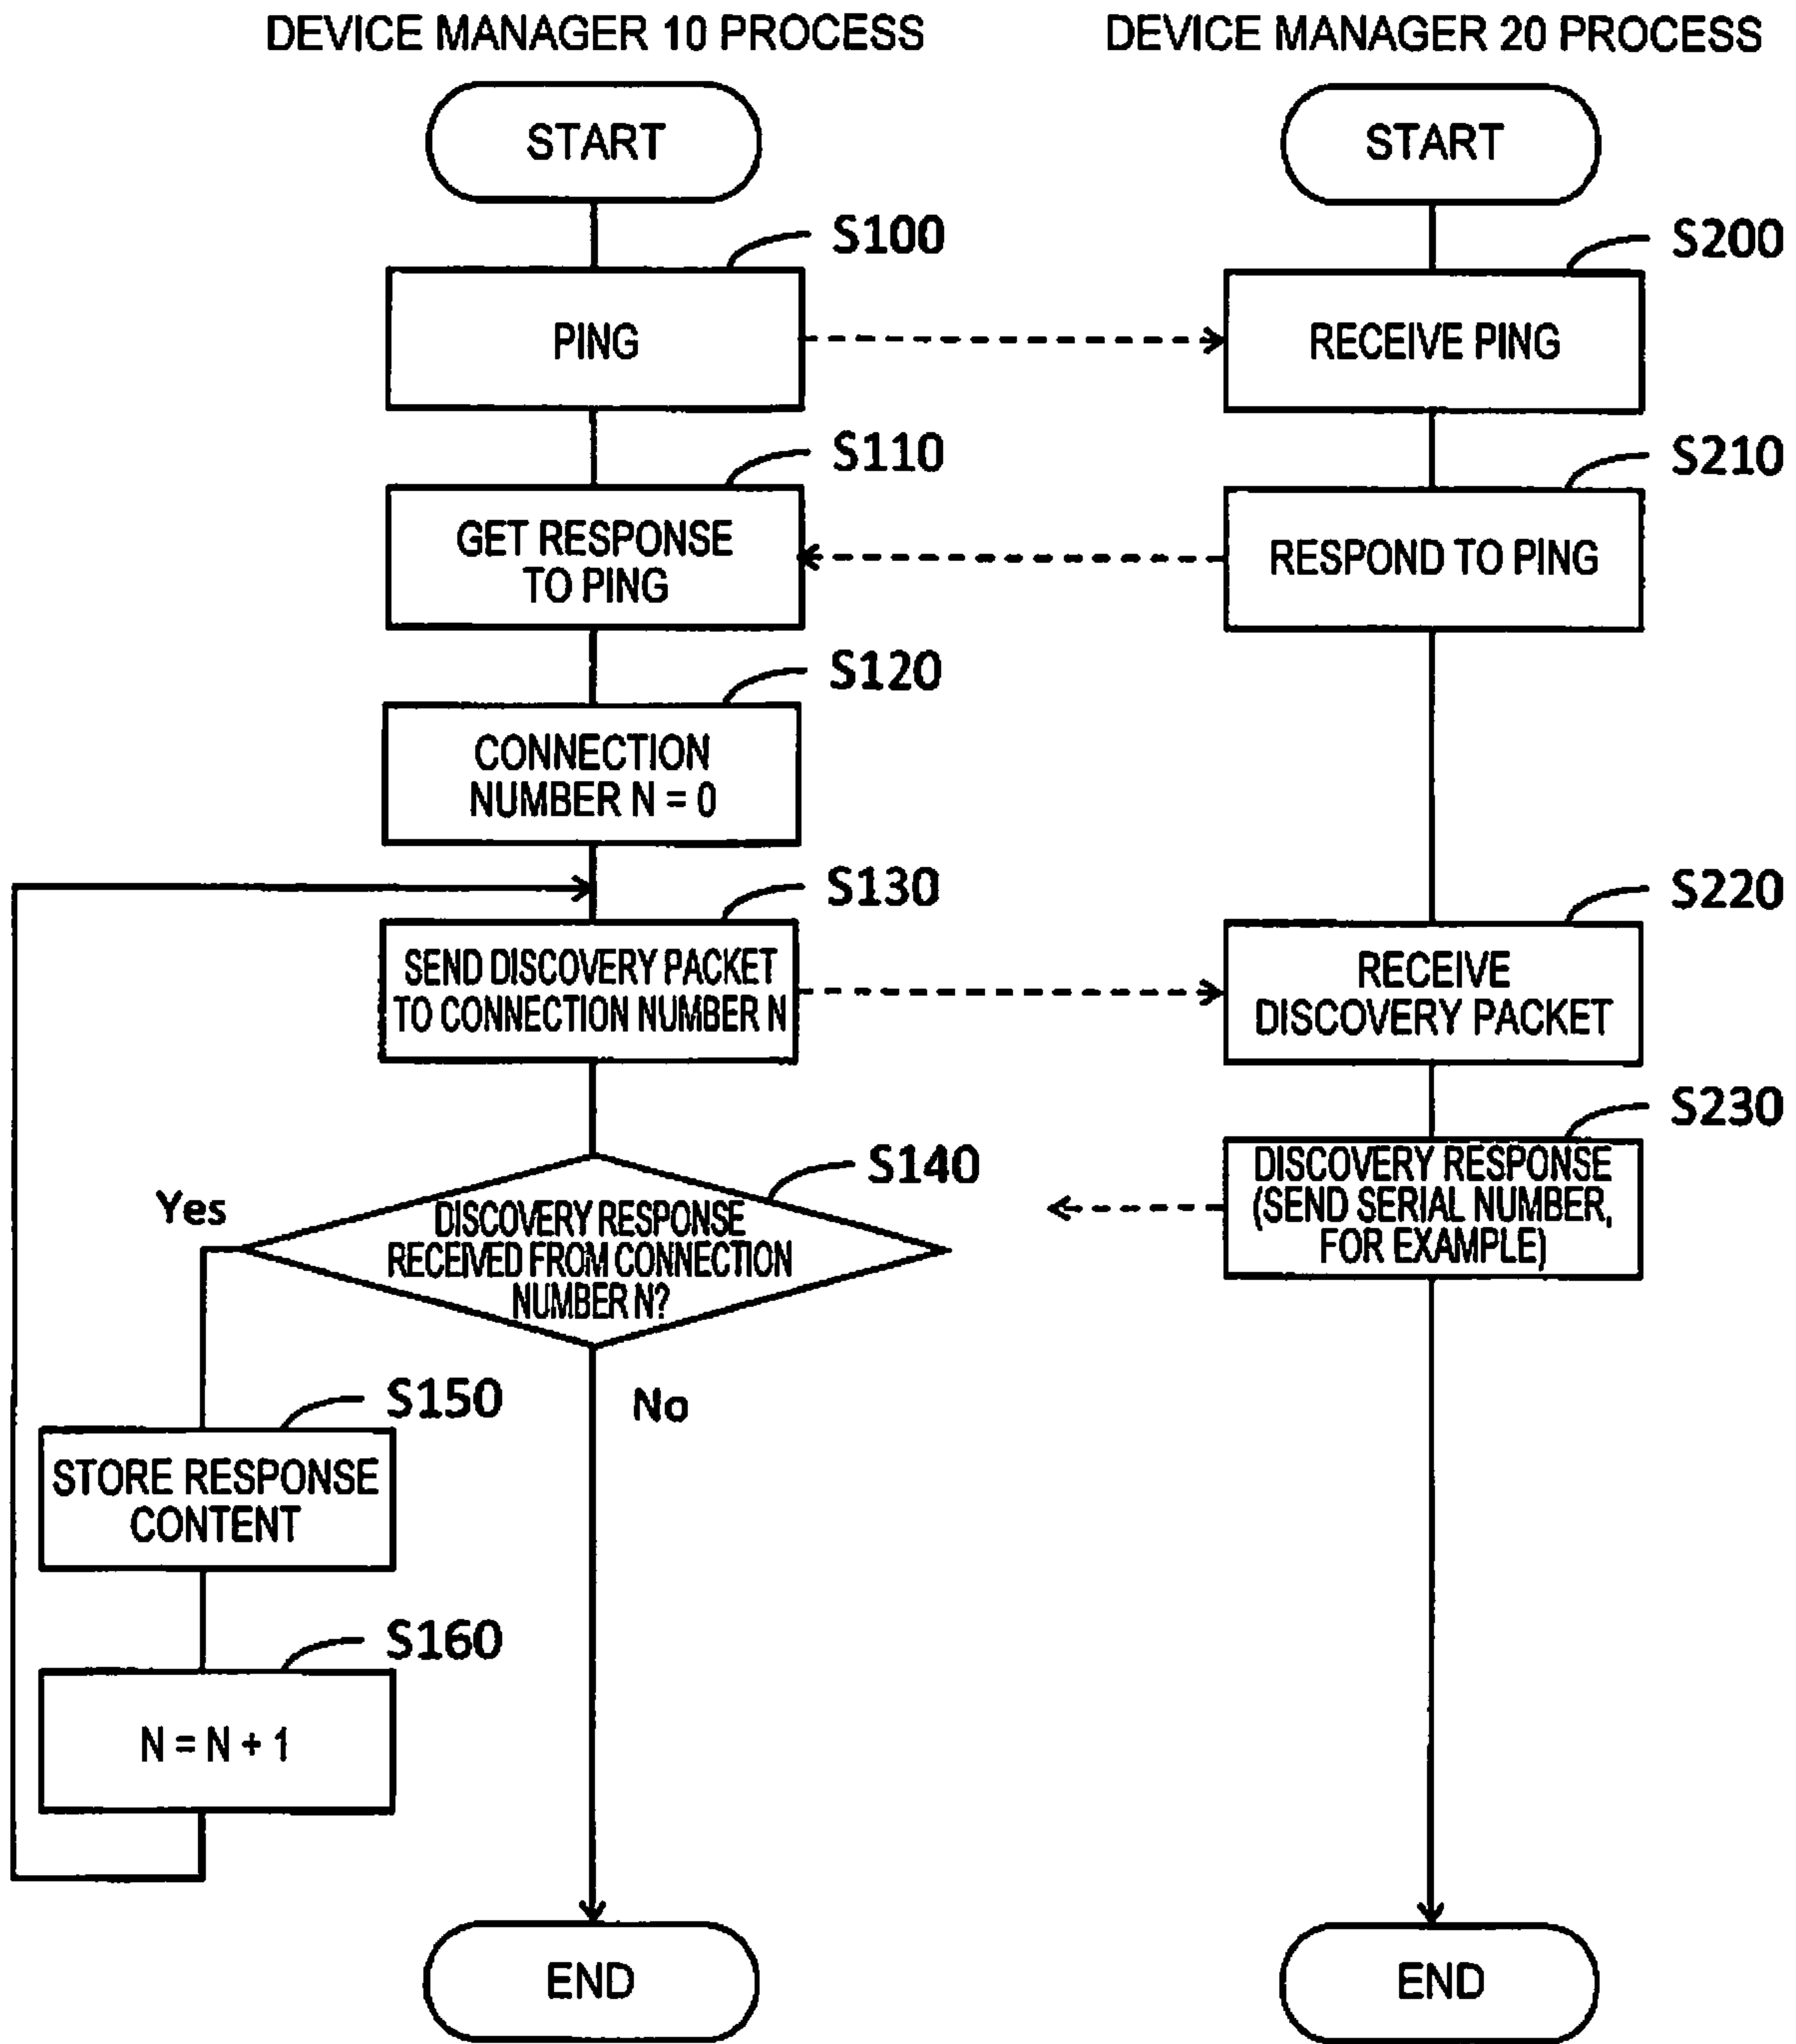 DEVICE MANAGER 10 PROCESS
DEVICE MANAGER 20 PROCESS
START
START
S100
S200
PING
RECEIVE PING
S110
S210
GET RESPONSE
TO PING
RESPOND TO PING
S120
CONNECTION
NUMBER N = 0
S130
S220
SEND DISCOVERY PACKET
TO CONNECTION NUMBER N
RECEIVE
DISCOVERY PACKET
S140
S230
Yes
DISCOVERY RESPONSE
RECEIVED FROM CONNECTION
NUMBER N?
DISCOVERY RESPONSE
(SEND SERIAL NUMBER,
FOR EXAMPLE)
No
S150
STORE RESPONSE
CONTENT
S160
N = N + 1
END
END